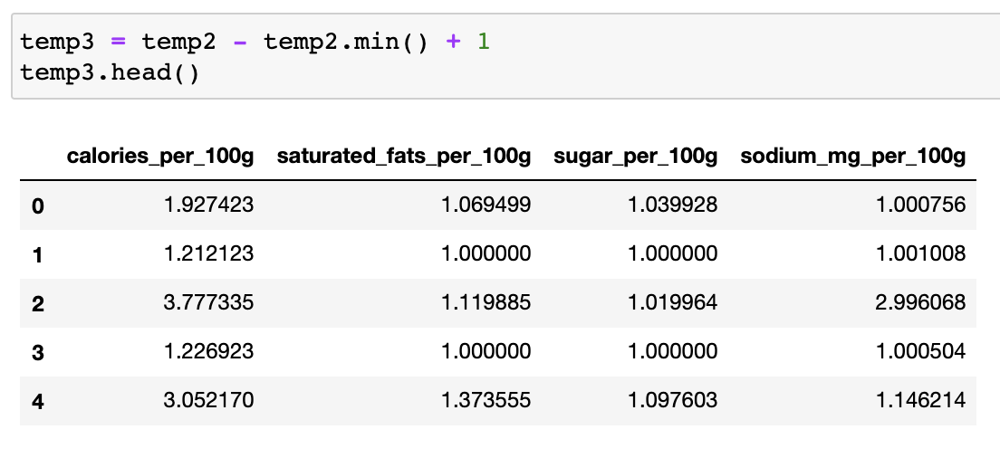 temp3 = temp2 - temp2.min() + 1
temp3.head()
calories_per_100g saturated_fats_per_100g sugar_per_100g sodium_mg_per_100g
0 1.927423 1.069499 1.039928 1.000756
1 1.212123 1.000000 1.000000 1.001008
2 3.777335 1.119885 1.019964 2.996068
3 1.226923 1.000000 1.000000 1.000504
4 3.052170 1.373555 1.097603 1.146214